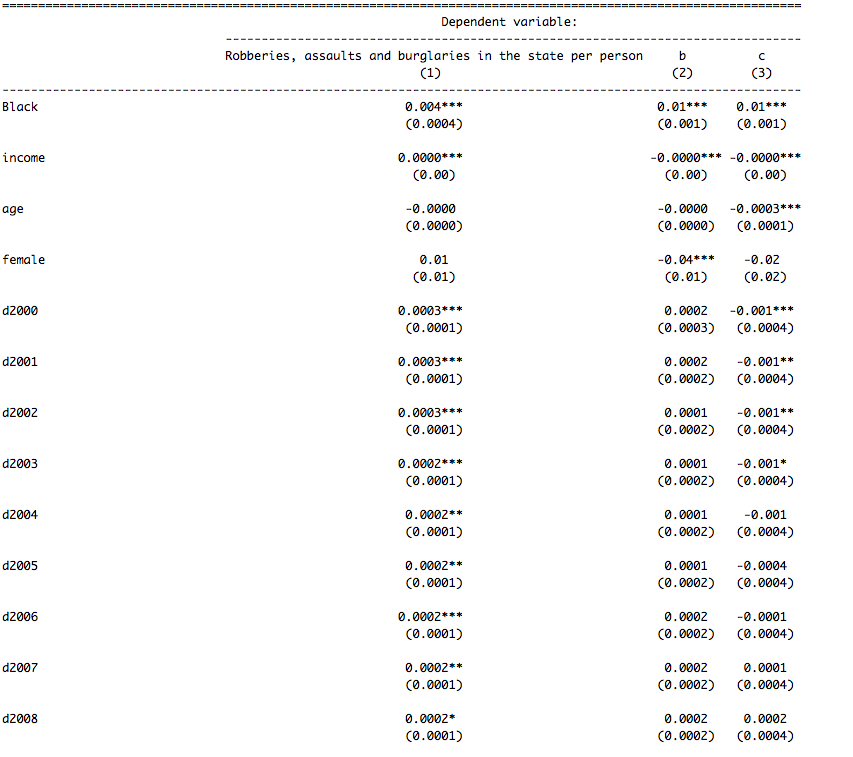 ====================================================================================================
Dependent variable:
------------------------------------------------------------------------
Robberies, assaults and burglaries in the state per person b c
(1) (2) (3)
----------------------------------------------------------------------------------------------------
Black 0.004*** 0.01*** 0.01***
(0.0004) (0.001) (0.001)
income 0.0000*** -0.0000*** -0.0000***
(0.00) (0.00) (0.00)
age -0.0000 -0.0000 -0.0003***
(0.0000) (0.0000) (0.0001)
female 0.01 -0.04*** -0.02
(0.01) (0.01) (0.02)
d2000 0.0003*** 0.0002 -0.001***
(0.0001) (0.0003) (0.0004)
d2001 0.0003*** 0.0002 -0.001**
(0.0001) (0.0002) (0.0004)
d2002 0.0003*** 0.0001 -0.001**
(0.0001) (0.0002) (0.0004)
d2003 0.0002*** 0.0001 -0.001*
(0.0001) (0.0002) (0.0004)
d2004 0.0002** 0.0001 -0.001
(0.0001) (0.0002) (0.0004)
d2005 0.0002** 0.0001 -0.0004
(0.0001) (0.0002) (0.0004)
d2006 0.0002*** 0.0002 -0.0001
(0.0001) (0.0002) (0.0004)
d2007 0.0002** 0.0002 0.0001
(0.0001) (0.0002) (0.0004)
d2008 0.0002* 0.0002 0.0002
(0.0001) (0.0002) (0.0004)